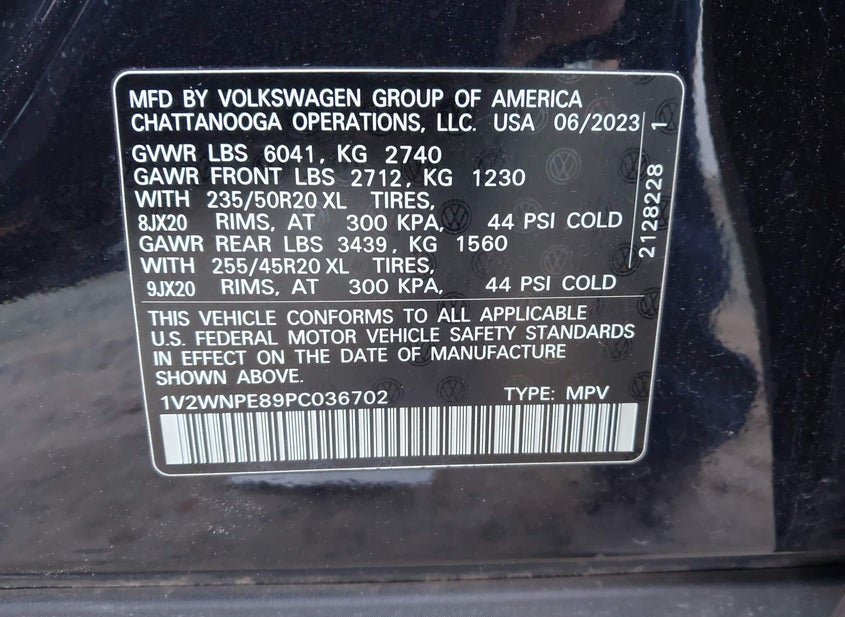 MFD BY VOLKSWAGEN GROUP OF AMERICA
CHATTANOOGA OPERATIONS, LLC. USA 06/2023
GVWR LBS 6041, KG 2740
GAWR FRONT LBS 2712, KG 1230
WITH 235/50R20 XL TIRES,
8JX20 RIMS, AT 300 KPA, 44 PSI COLD
GAWR REAR LBS 3439, KG 1560
WITH 255/45R20 XL TIRES,
9JX20 RIMS, AT 300 KPA, 44 PSI COLD
THIS VEHICLE CONFORMS TO ALL APPLICABLE
U.S. FEDERAL MOTOR VEHICLE SAFETY STANDARDS
IN EFFECT ON THE DATE OF MANUFACTURE
SHOWN ABOVE.
1V2WNPE89PC036702 TYPE: MPV
2128228 1